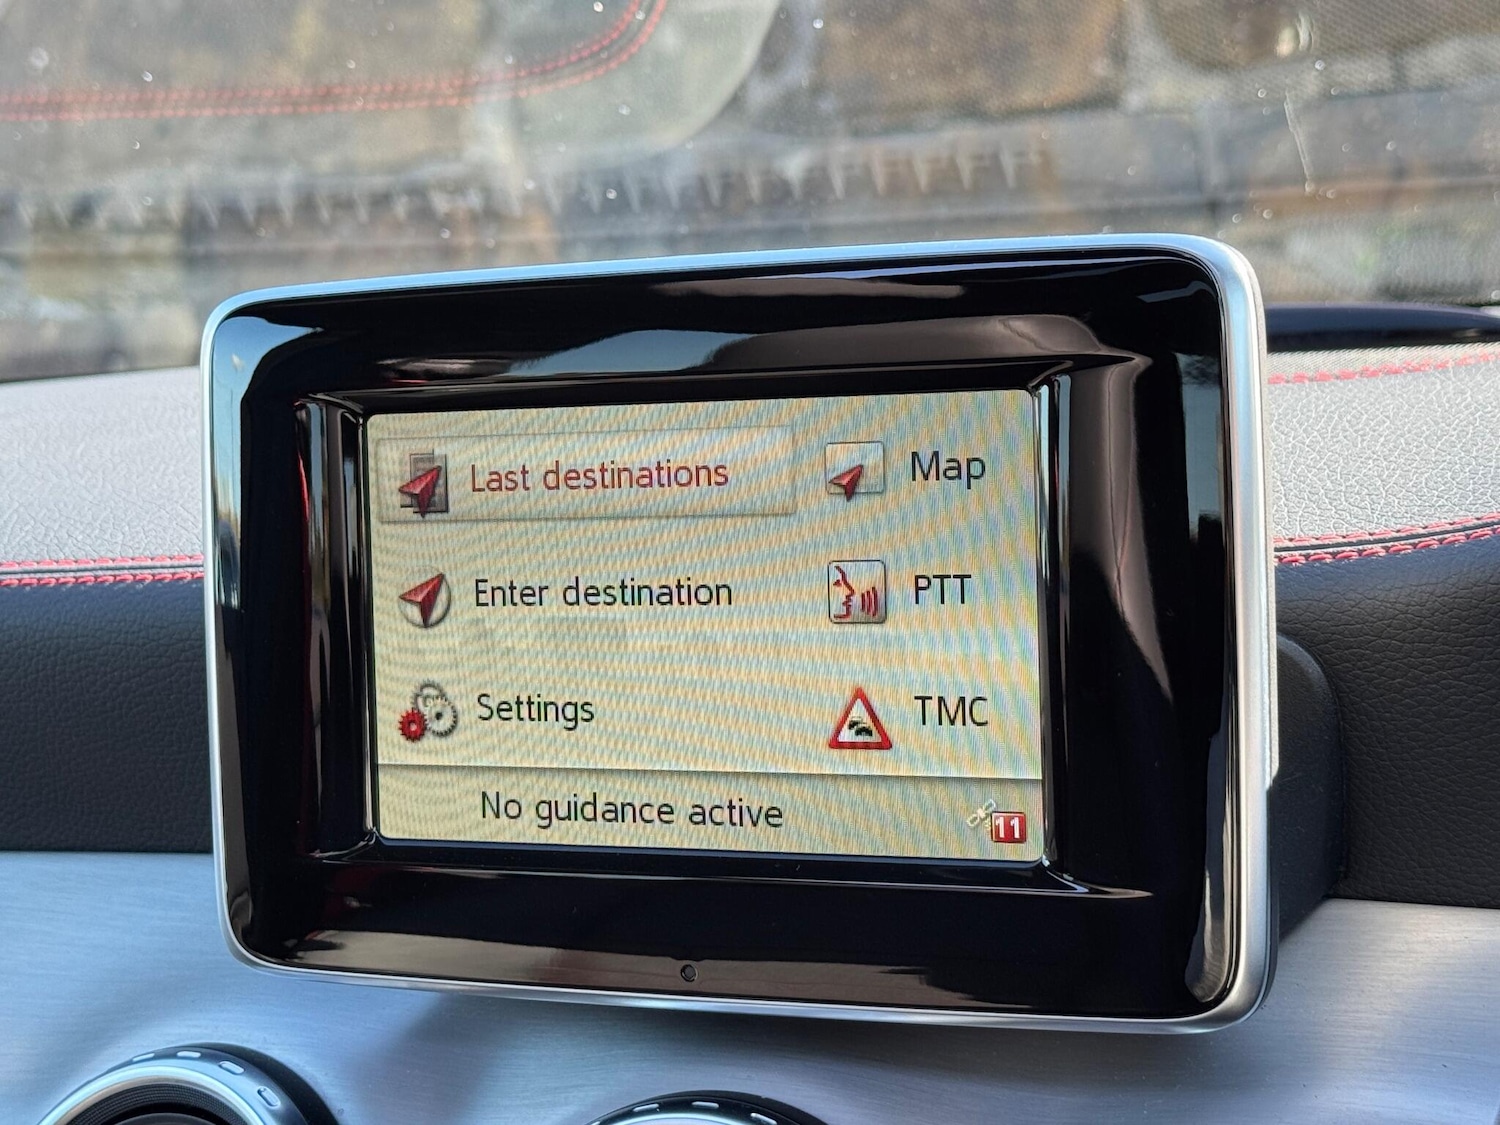 Last destinations
Map
Enter destination
PTT
Settings
TMC
No guidance active
11